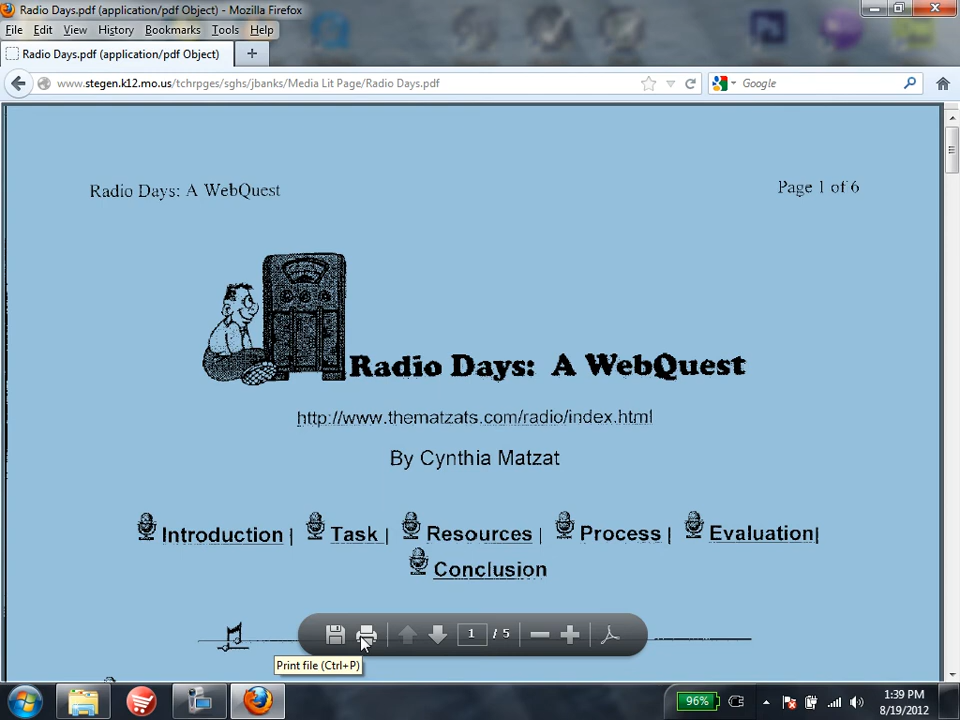 Radio Days.pdf (application/pdf Object) - Mozilla Firefox
File Edit View History Bookmarks Tools Help
Radio Days.pdf (application/pdf Object)
www.stegen.k12.mo.us/tchrpges/sghs/jbanks/Media Lit Page/Radio Days.pdf
Google
Radio Days: A WebQuest
Page 1 of 6
Radio Days: A WebQuest
http://www.thematzats.com/radio/index.html
By Cynthia Matzat
Introduction | Task | Resources | Process | Evaluation|
Conclusion
1 / 5
Print file (Ctrl+P)
96%
1:39 PM
8/19/2012